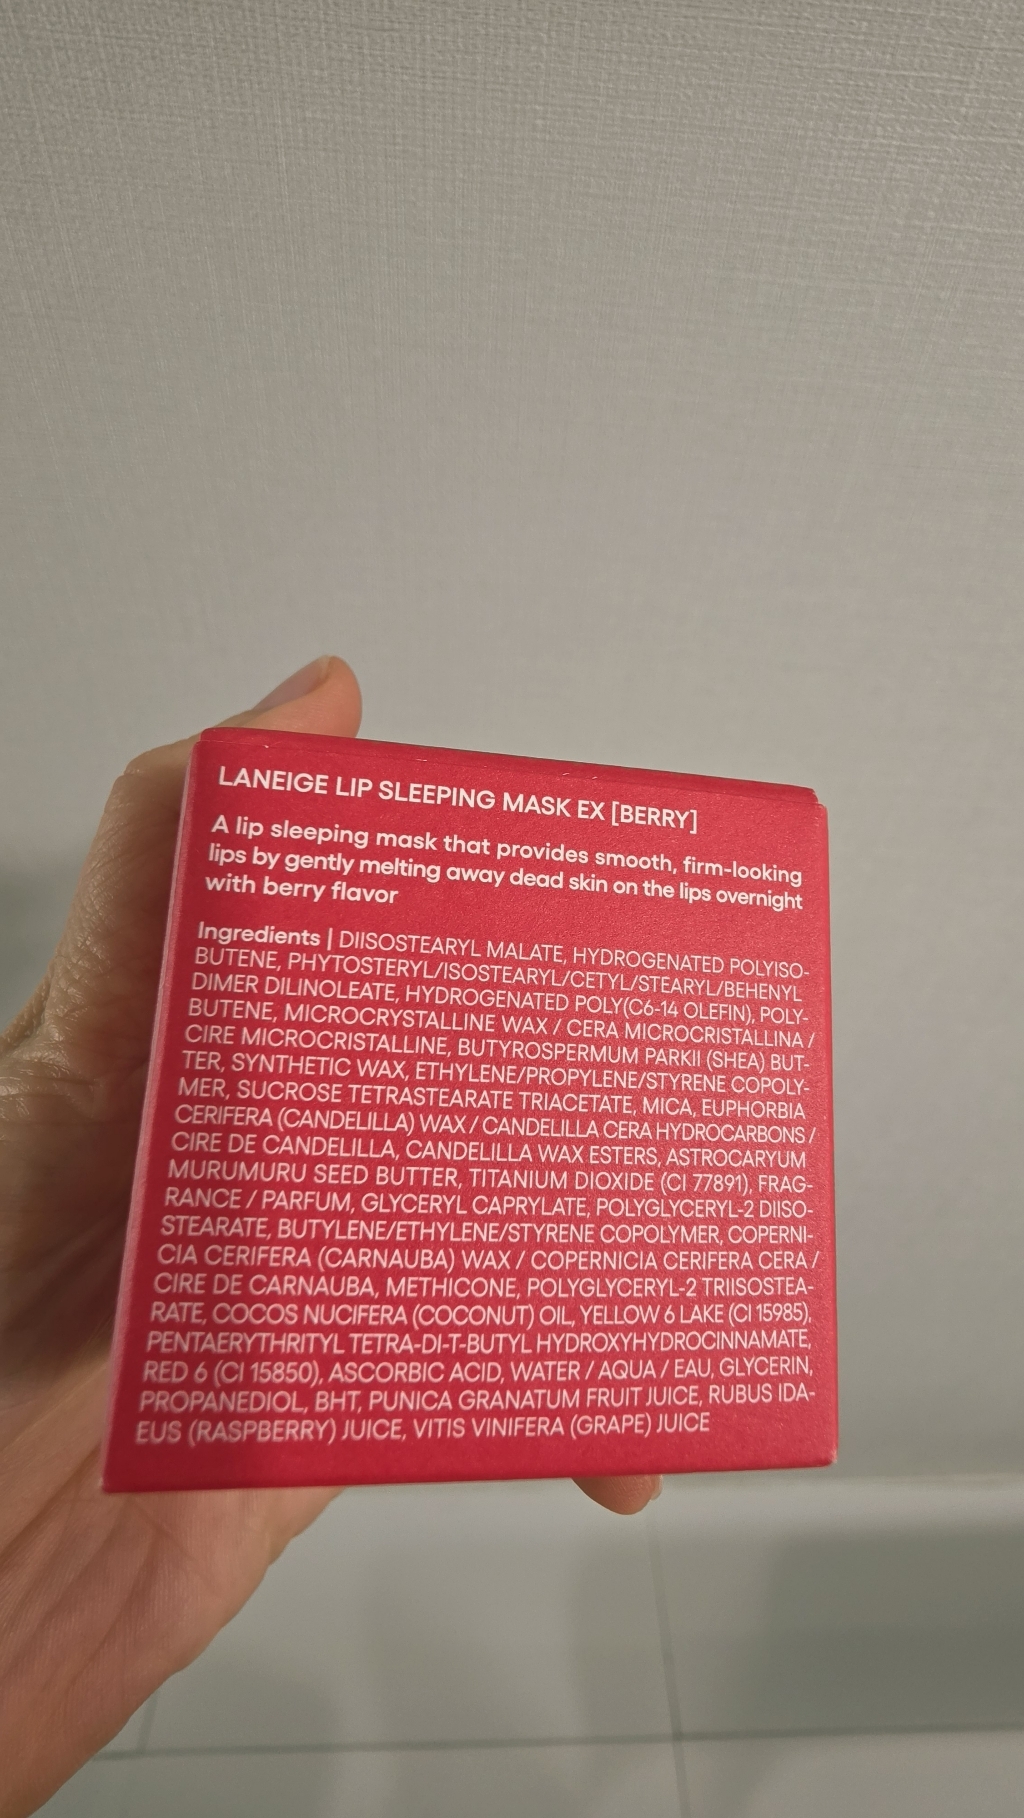 LANEIGE LIP SLEEPING MASK EX [BERRY]
A lip sleeping mask that provides smooth, firm-looking
lips by gently melting away dead skin on the lips overnight
with berry flavor
Ingredients | DIISOSTEARYL MALATE, HYDROGENATED POLYISO-
BUTENE, PHYTOSTERYL/ISOSTEARYL/CETYL/STEARYL/BEHENYL
DIMER DILINOLEATE, HYDROGENATED POLY(C6-14 OLEFIN), POLY-
BUTENE, MICROCRYSTALLINE WAX / CERA MICROCRISTALLINA /
CIRE MICROCRISTALLINE, BUTYROSPERMUM PARKII (SHEA) BUT-
TER, SYNTHETIC WAX, ETHYLENE/PROPYLENE/STYRENE COPOLY-
MER, SUCROSE TETRASTEARATE TRIACETATE, MICA, EUPHORBIA
CERIFERA (CANDELILLA) WAX / CANDELILLA CERA HYDROCARBONS /
CIRE DE CANDELILLA, CANDELILLA WAX ESTERS, ASTROCARYUM
MURUMURU SEED BUTTER, TITANIUM DIOXIDE (CI 77891), FRAG-
RANCE / PARFUM, GLYCERYL CAPRYLATE, POLYGLYCERYL-2 DIISO-
STEARATE, BUTYLENE/ETHYLENE/STYRENE COPOLYMER, COPERNI-
CIA CERIFERA (CARNAUBA) WAX / COPERNICIA CERIFERA CERA /
CIRE DE CARNAUBA, METHICONE, POLYGLYCERYL-2 TRIISOSTEA-
RATE, COCOS NUCIFERA (COCONUT) OIL, YELLOW 6 LAKE (CI 15985),
PENTAERYTHRITYL TETRA-DI-T-BUTYL HYDROXYHYDROCINNAMATE,
RED 6 (CI 15850), ASCORBIC ACID, WATER / AQUA / EAU, GLYCERIN,
PROPANEDIOL, BHT, PUNICA GRANATUM FRUIT JUICE, RUBUS IDA-
EUS (RASPBERRY) JUICE, VITIS VINIFERA (GRAPE) JUICE